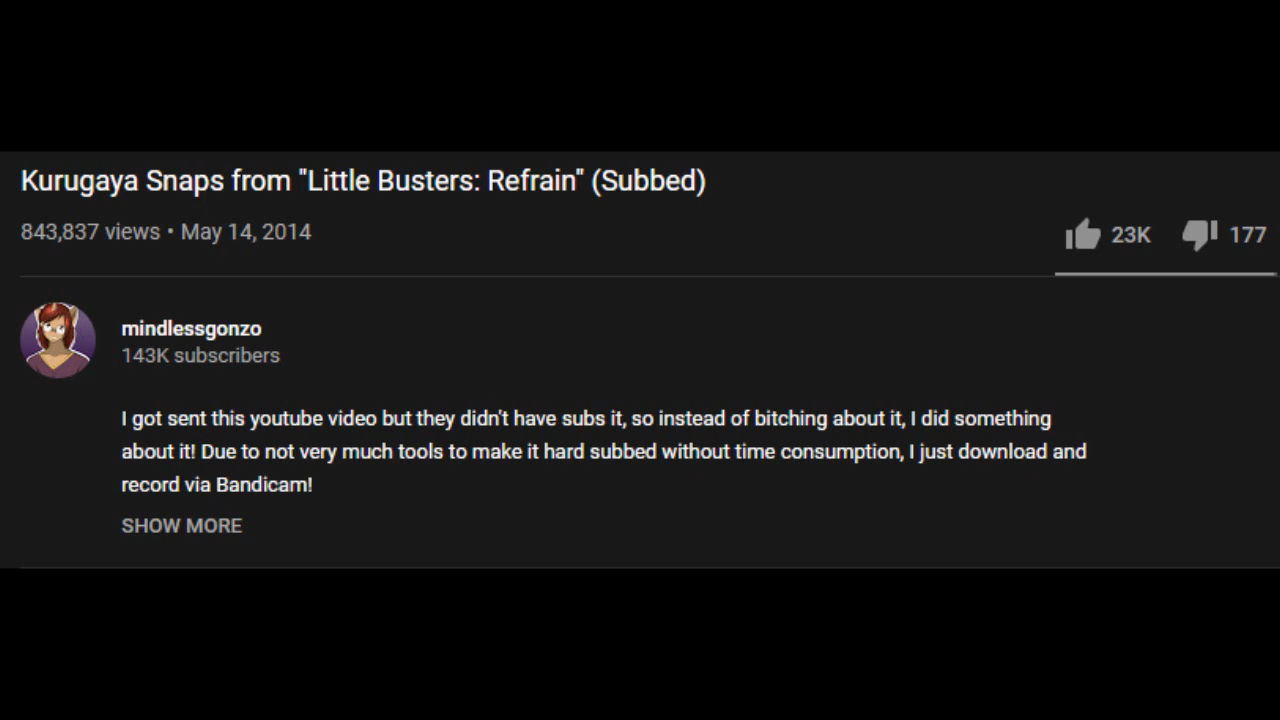 Kurugaya Snaps from "Little Busters: Refrain" (Subbed)
843,837 views • May 14, 2014
23K
177
mindlessgonzo
143K subscribers
I got sent this youtube video but they didn't have subs it, so instead of bitching about it, I did something
about it! Due to not very much tools to make it hard subbed without time consumption, I just download and
record via Bandicam!
SHOW MORE